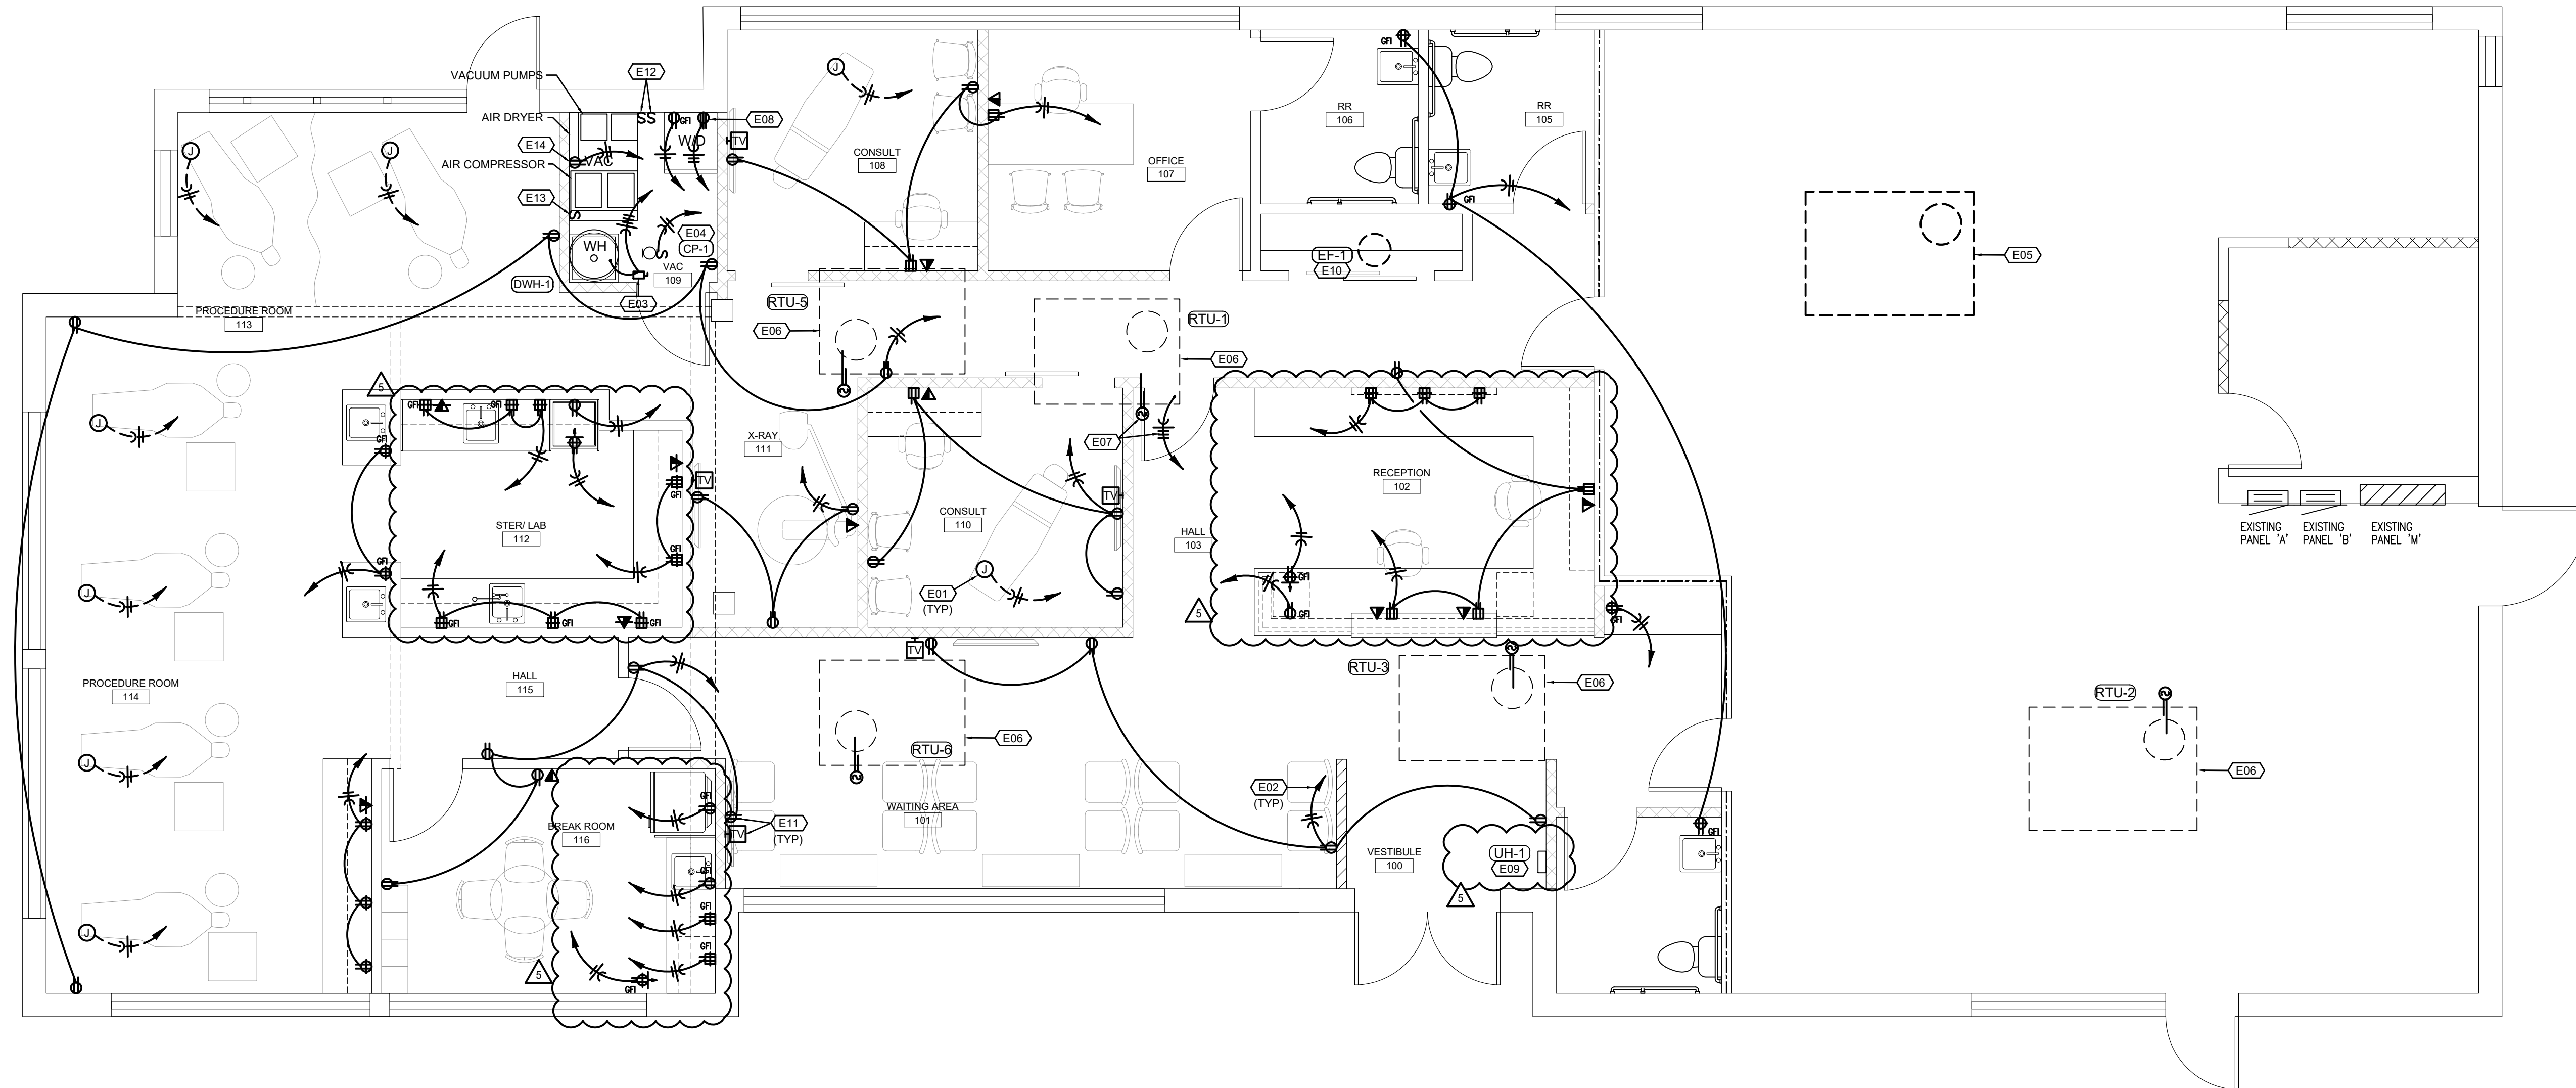 VACUUM PUMPS
E12
AIR DRYER
SS
GFI
E08
E14
VAC
W/D
TV
AIR COMPRESSOR
E13
S
WH
S
E04
CP-1
VAC
109
DWH-1
E03
J
J
PROCEDURE ROOM
113
J
CONSULT
108
OFFICE
107
GFI
RR
106
RR
105
GFI
EF-1
E10
E05
RTU-5
E06
RTU-1
E06
E07
5
GFI
GFI
GFI
STER/ LAB
112
GFI
GFI
GFI
GFI
GFI
TV
X-RAY
111
TV
CONSULT
110
J
E01
(TYP)
HALL
103
RECEPTION
102
GFI
GFI
5
GFI
EXISTING
PANEL 'A'
EXISTING
PANEL 'B'
EXISTING
PANEL 'M'
J
J
J
J
PROCEDURE ROOM
114
HALL
115
TV
RTU-6
E06
RTU-3
E06
RTU-2
E06
E02
(TYP)
WAITING AREA
101
BREAK ROOM
116
GFI
GFI
GFI
GFI
GFI
E11
(TYP)
TV
5
VESTIBULE
100
UH-1
E09
5
GFI